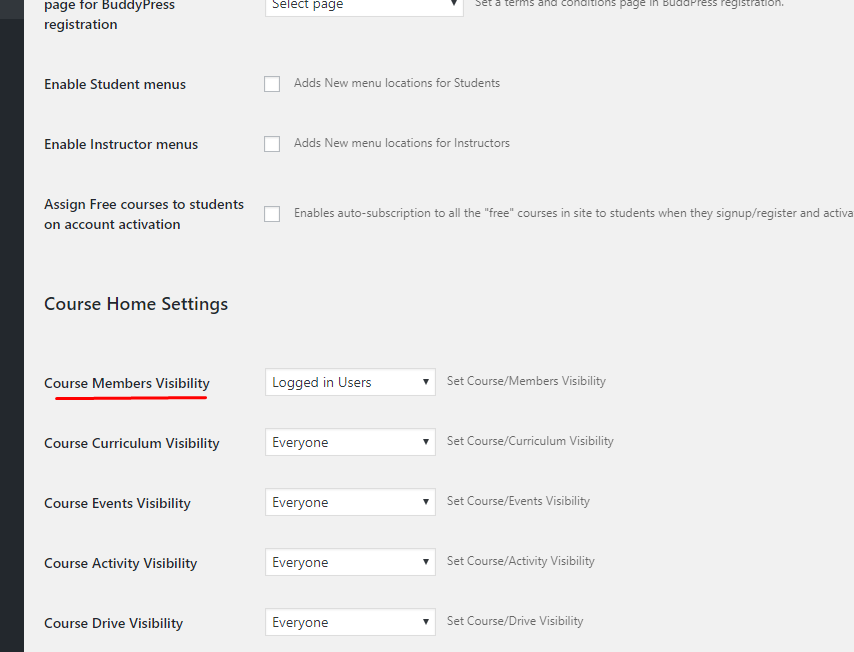 page for BuddyPress
registration
Select page
Set a terms and conditions page in BuddPress registration.
Enable Student menus
Adds New menu locations for Students
Enable Instructor menus
Adds New menu locations for Instructors
Assign Free courses to students
on account activation
Enables auto-subscription to all the "free" courses in site to students when they signup/register and activa
Course Home Settings
Course Members Visibility
Logged in Users
Set Course/Members Visibility
Course Curriculum Visibility
Everyone
Set Course/Curriculum Visibility
Course Events Visibility
Everyone
Set Course/Events Visibility
Course Activity Visibility
Everyone
Set Course/Activity Visibility
Course Drive Visibility
Everyone
Set Course/Drive Visibility